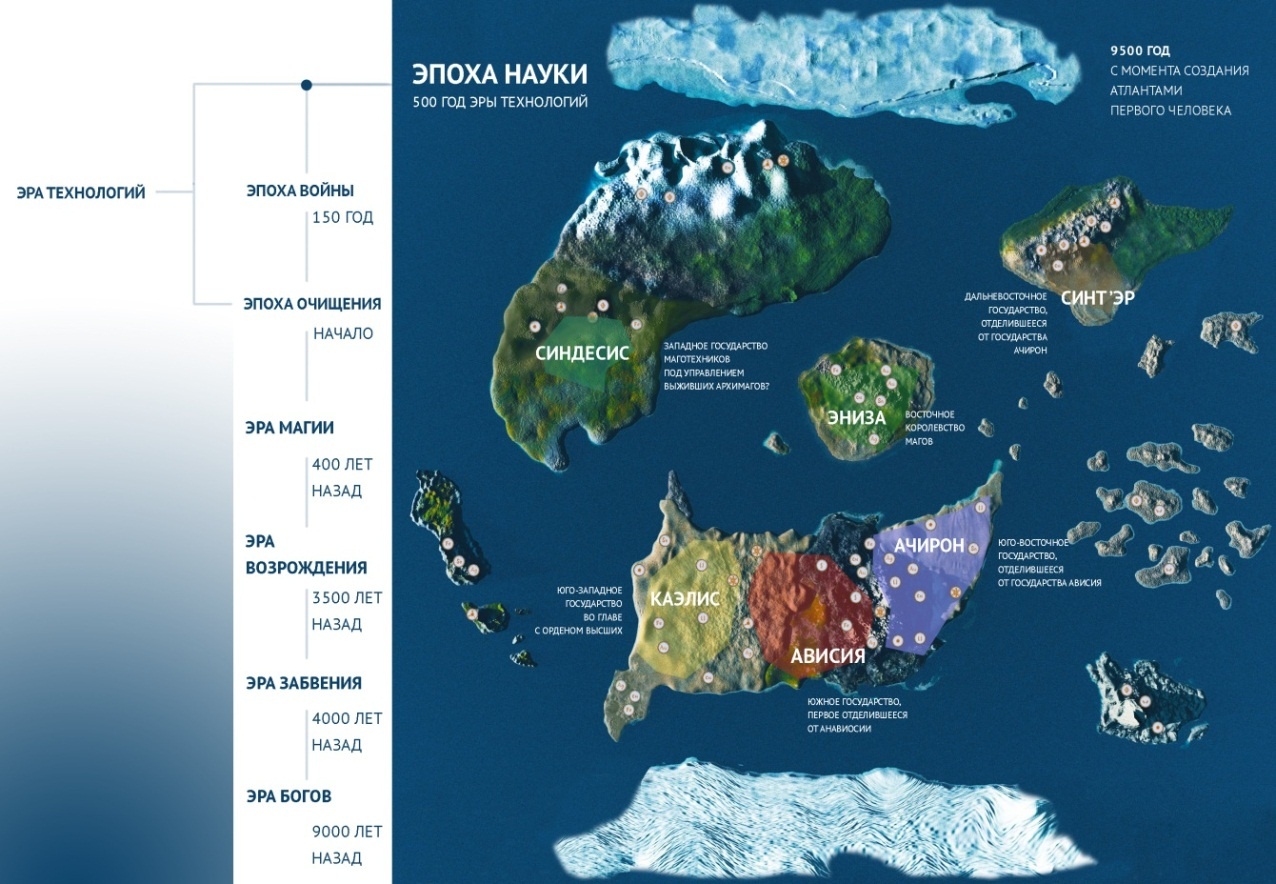 ЭПОХА НАУКИ
500 ГОД ЭРЫ ТЕХНОЛОГИЙ
9500 ГОД
С МОМЕНТА СОЗДАНИЯ
АТЛАНТАМИ
ПЕРВОГО ЧЕЛОВЕКА
ЭРА ТЕХНОЛОГИЙ
ЭПОХА ВОЙНЫ
150 ГОД
ЭПОХА ОЧИЩЕНИЯ
НАЧАЛО
ЭРА МАГИИ
400 ЛЕТ
НАЗАД
ЭРА
ВОЗРОЖДЕНИЯ
3500 ЛЕТ
НАЗАД
ЭРА ЗАБВЕНИЯ
4000 ЛЕТ
НАЗАД
ЭРА БОГОВ
9000 ЛЕТ
НАЗАД
СИНДЕСИС
ЗАПАДНОЕ ГОСУДАРСТВО
МАГОТЕХНИКОВ
ПОД УПРАВЛЕНИЕМ
ВЫЖИВШИХ АРХИМАГОВ?
СИНТ'ЭР
ДАЛЬНЕВОСТОЧНОЕ
ГОСУДАРСТВО,
ОТДЕЛИВШЕЕСЯ
ОТ ГОСУДАРСТВА
АЧИРОН
ЭНИЗА
ВОСТОЧНОЕ
КОРОЛЕВСТВО
МАГОВ
АЧИРОН
ЮГО-ВОСТОЧНОЕ
ГОСУДАРСТВО,
ОТДЕЛИВШЕЕСЯ
ОТ ГОСУДАРСТВА АВИСИЯ
КАЭЛИС
ЮГО-ЗАПАДНОЕ
ГОСУДАРСТВО
ВО ГЛАВЕ
С ОРДЕНОМ ВЫСШИХ
АВИСИЯ
ЮЖНОЕ ГОСУДАРСТВО,
ПЕРВОЕ ОТДЕЛИВШЕЕСЯ
ОТ АНАВИОСИИ